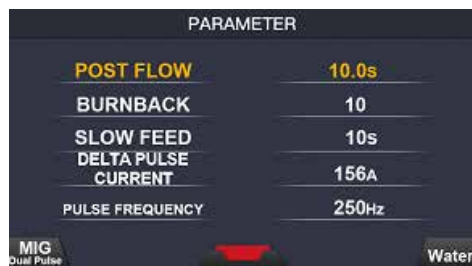 PARAMETER
POST FLOW 10.0s
BURNBACK 10
SLOW FEED 10s
DELTA PULSE
CURRENT 156A
PULSE FREQUENCY 250Hz
MIG
Dual Pulse
Water